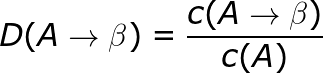 D(A → β) = c(A → β) / c(A)